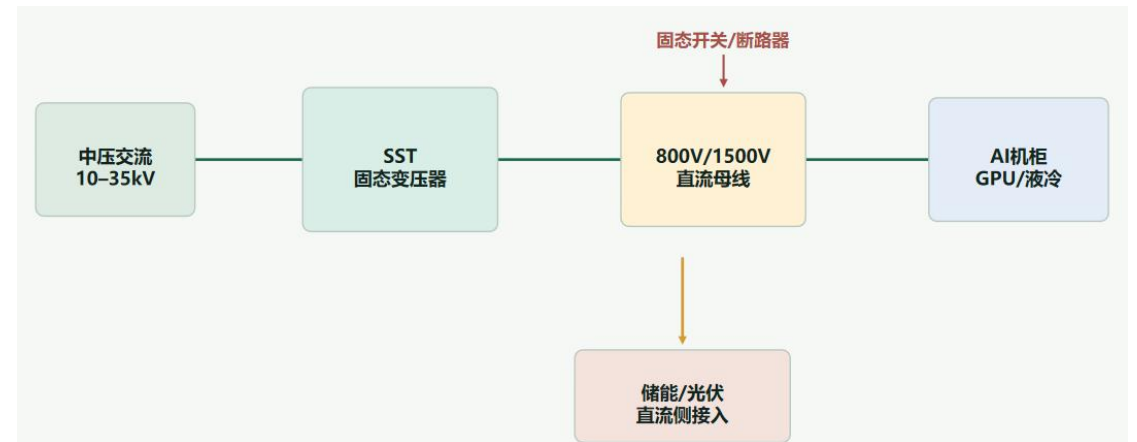 固态开关/断路器
中压交流
10–35kV
SST
固态变压器
800V/1500V
直流母线
AI机柜
GPU/液冷
储能/光伏
直流侧接入